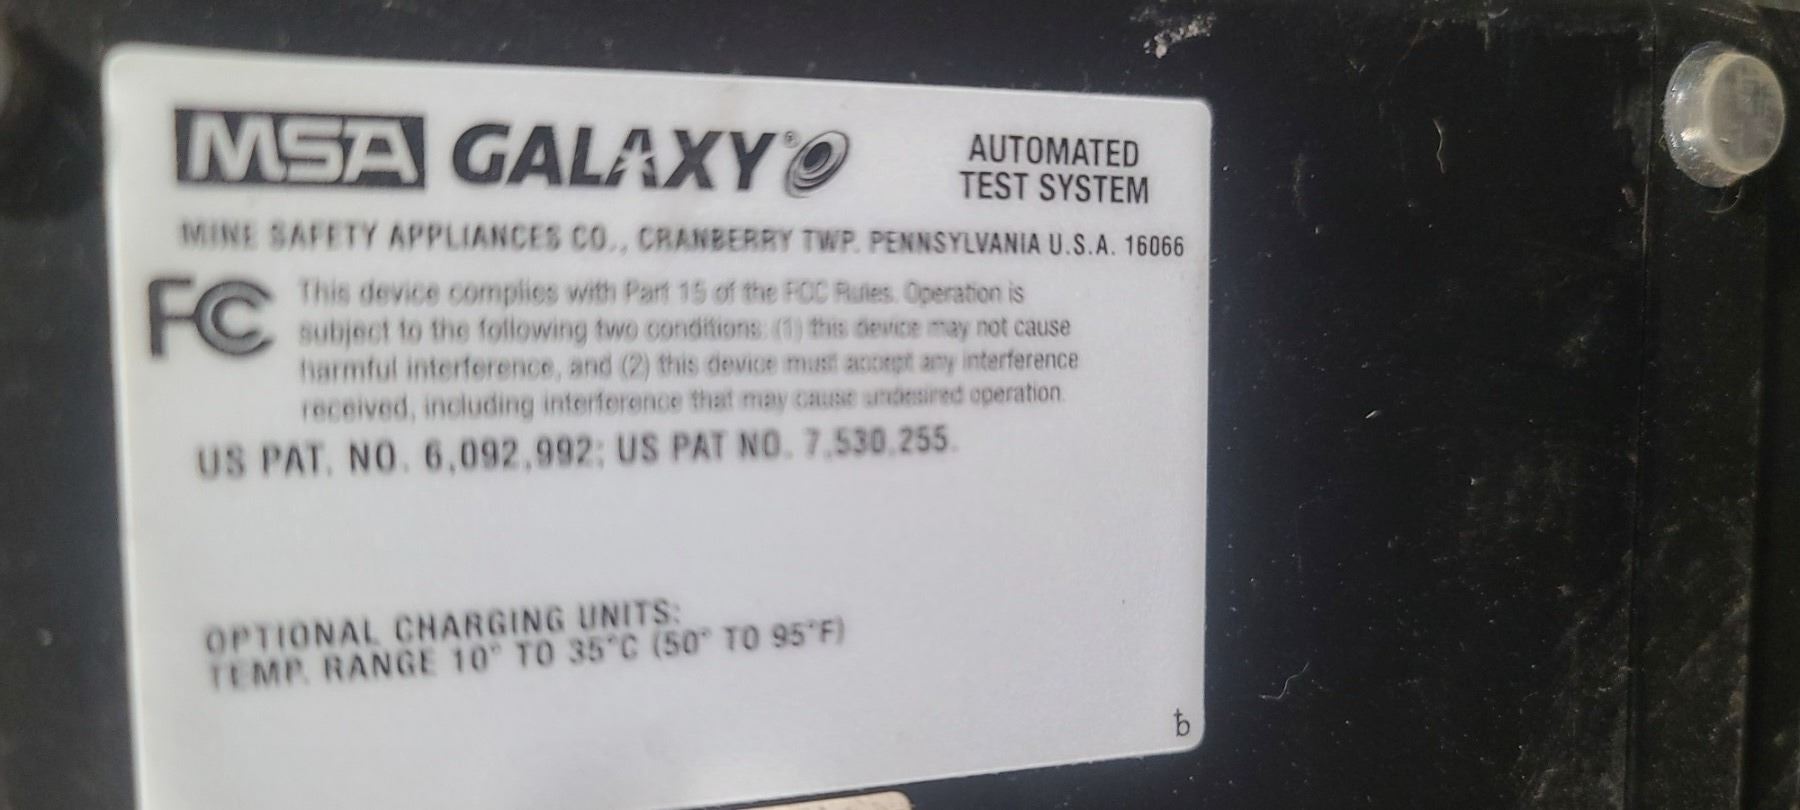 MSA GALAXY®
AUTOMATED
TEST SYSTEM
MINE SAFETY APPLIANCES CO., CRANBERRY TWP. PENNSYLVANIA U.S.A. 16066
FC This device complies with Part 15 of the FCC Rules. Operation is
subject to the following two conditions: (1) this device may not cause
harmful interference, and (2) this device must accept any interference
received, including interference that may cause undesired operation.
US PAT. NO. 6,092,992; US PAT NO. 7,530,255.
OPTIONAL CHARGING UNITS:
TEMP. RANGE 10° TO 35°C (50° TO 95°F)